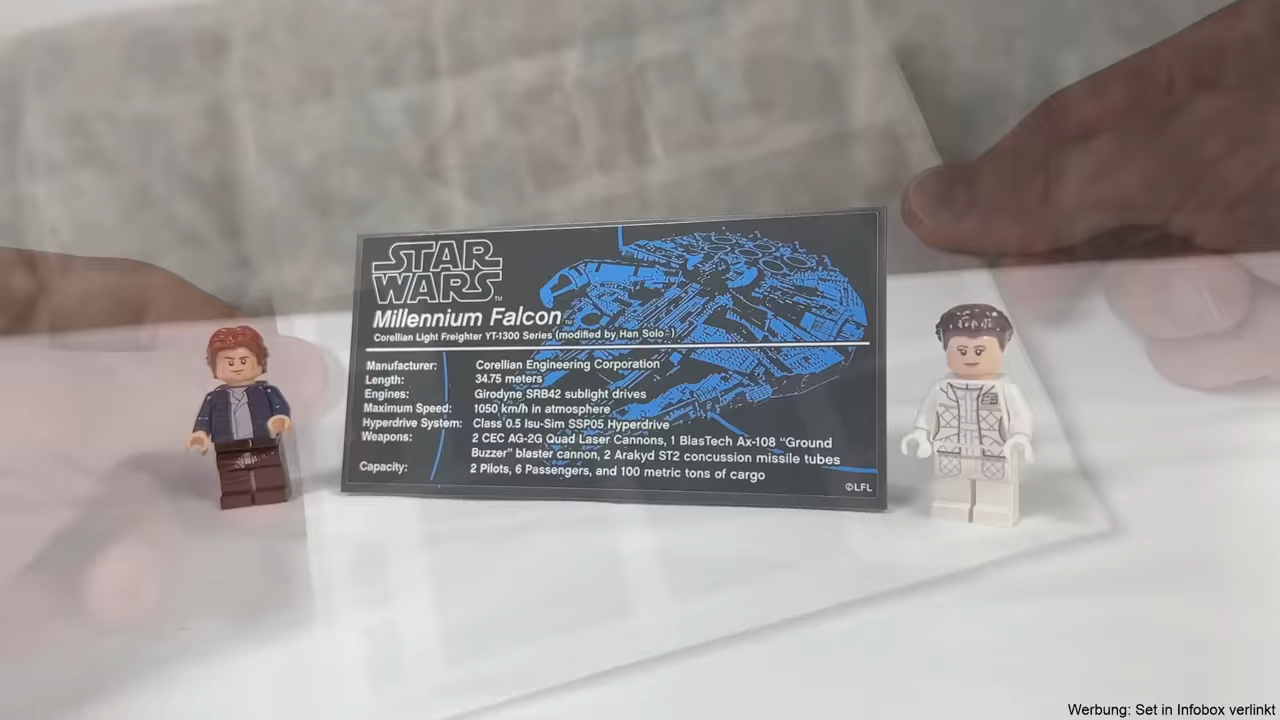 STAR
WARS™
Millennium Falcon™
Corellian Light Freighter YT-1300 Series (modified by Han Solo™)
Manufacturer: Corellian Engineering Corporation
Length: 34.75 meters
Engines: Girodyne SRB42 sublight drives
Maximum Speed: 1050 km/h in atmosphere
Hyperdrive System: Class 0.5 Isu-Sim SSP05 Hyperdrive
Weapons: 2 CEC AG-2G Quad Laser Cannons, 1 BlasTech Ax-108 “Ground
Buzzer” blaster cannon, 2 Arakyd ST2 concussion missile tubes
Capacity: 2 Pilots, 6 Passengers, and 100 metric tons of cargo
©LFL
Werbung: Set in Infobox verlinkt